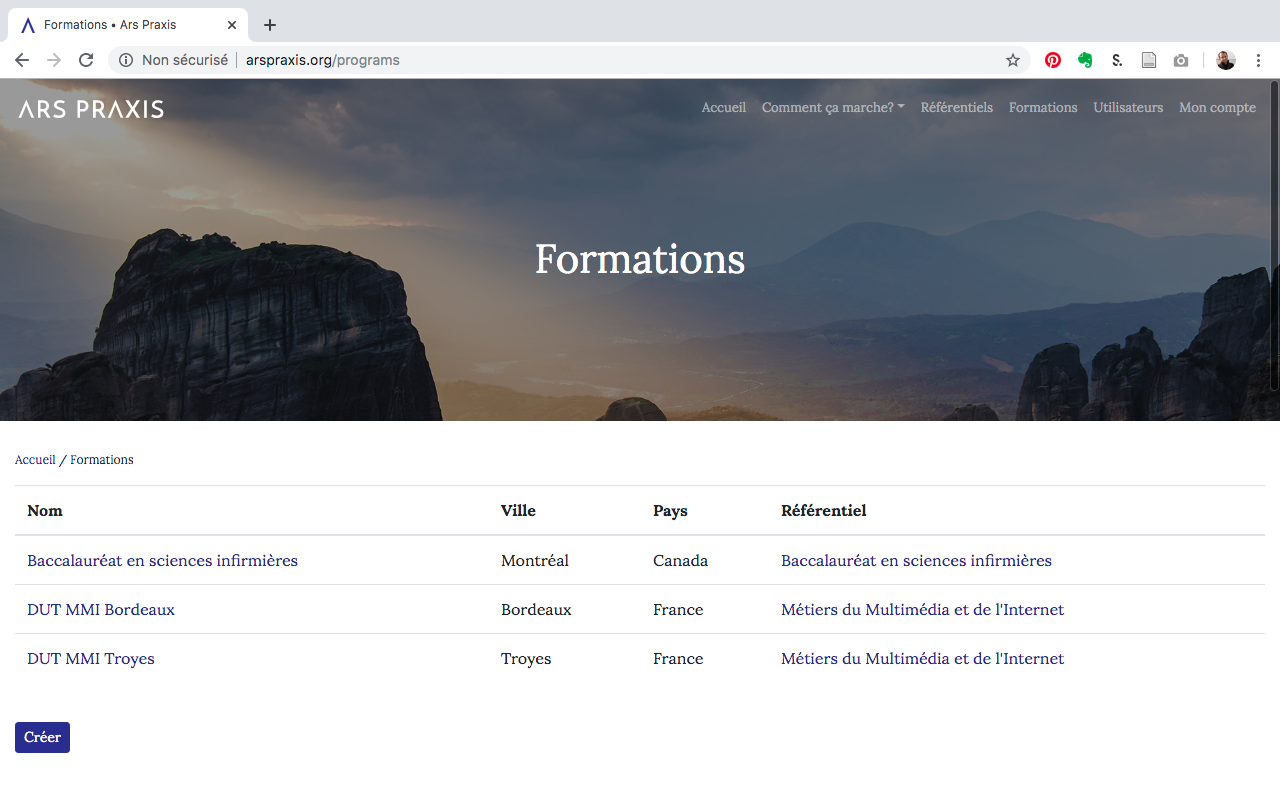 Formations • Ars Praxis
Non sécurisé
arspraxis.org/programs
S.
ARS PRAXIS
Accueil Comment ça marche? Référentiels Formations Utilisateurs Mon compte
Formations
Accueil / Formations
Nom Ville Pays Référentiel
Baccalauréat en sciences infirmières Montréal Canada Baccalauréat en sciences infirmières
DUT MMI Bordeaux Bordeaux France Métiers du Multimédia et de l'Internet
DUT MMI Troyes Troyes France Métiers du Multimédia et de l'Internet
Créer